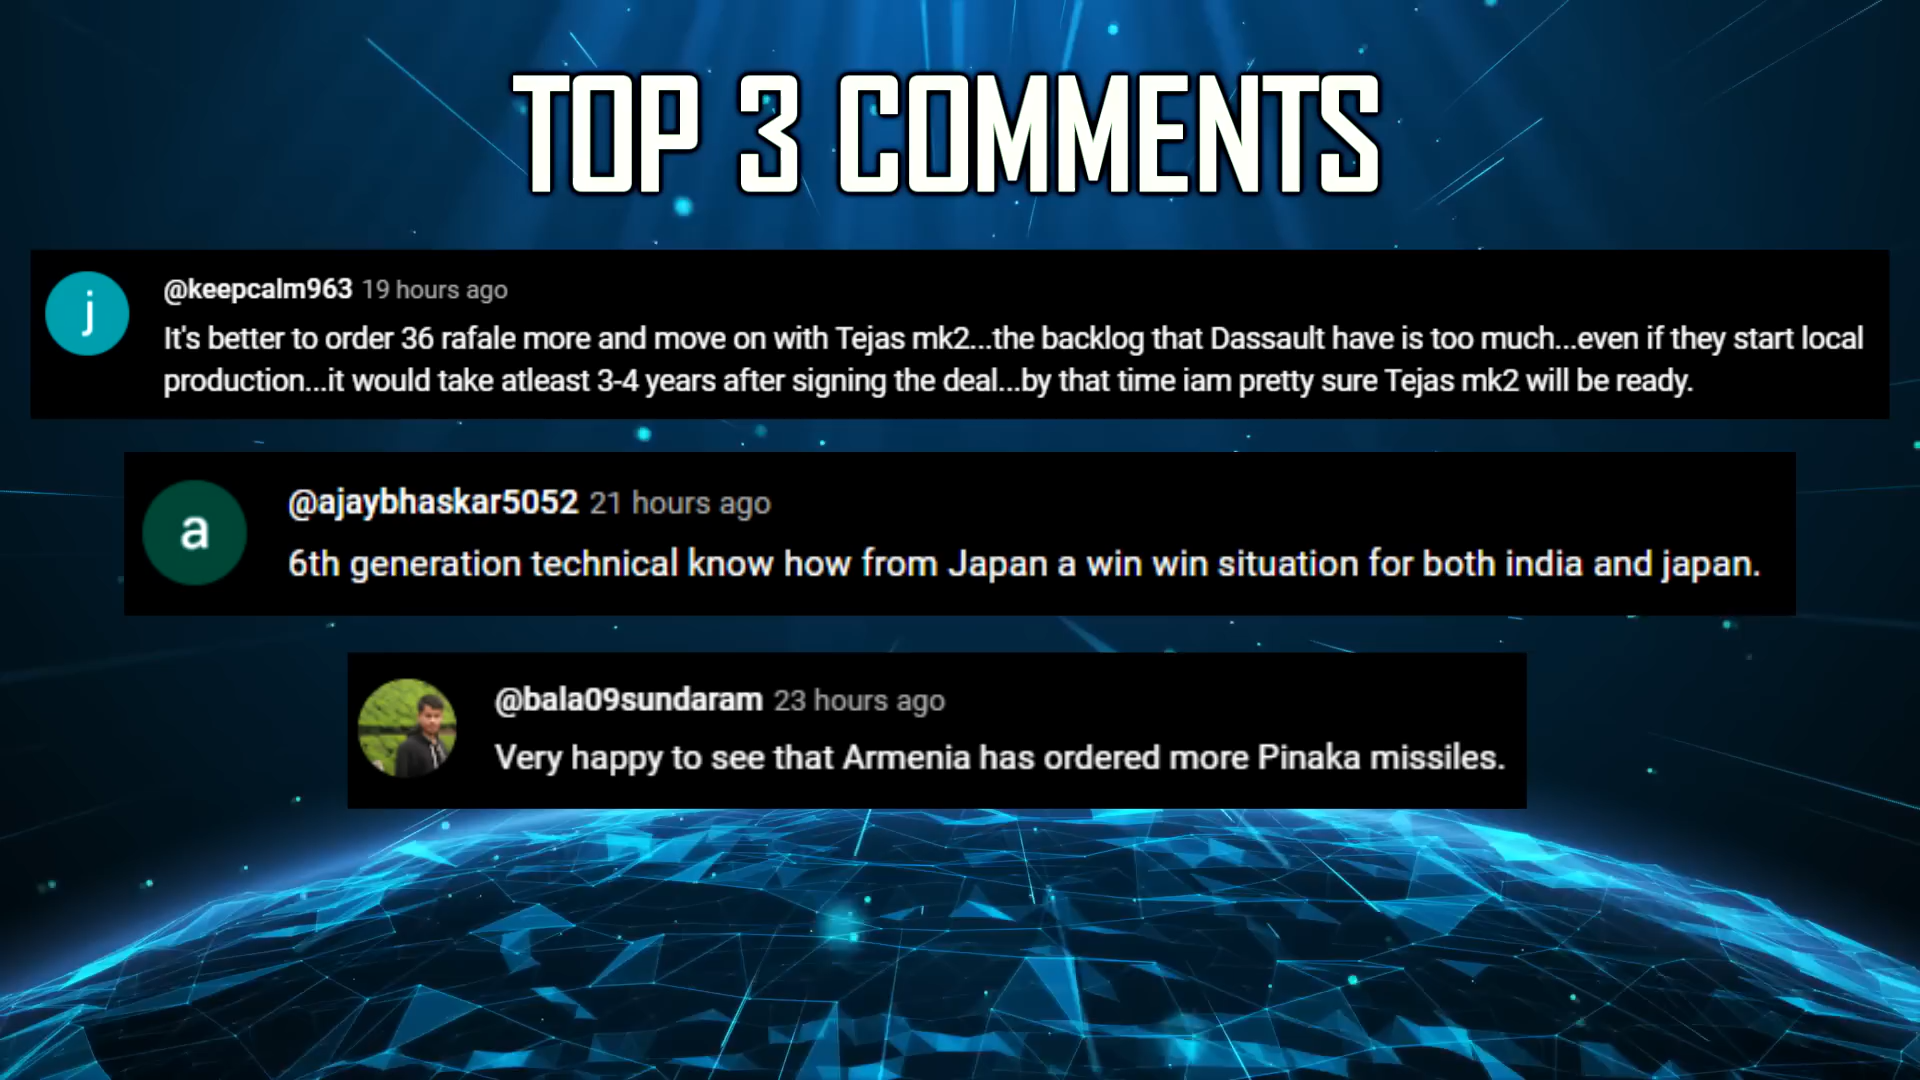 TOP 3 COMMENTS
j
@keepcalm963 19 hours ago
It's better to order 36 rafale more and move on with Tejas mk2...the backlog that Dassault have is too much...even if they start local
production...it would take atleast 3-4 years after signing the deal...by that time iam pretty sure Tejas mk2 will be ready.
a
@ajaybhaskar5052 21 hours ago
6th generation technical know how from Japan a win win situation for both india and japan.
@bala09sundaram 23 hours ago
Very happy to see that Armenia has ordered more Pinaka missiles.